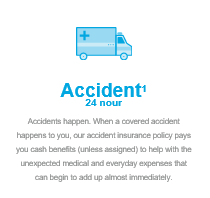 Accident¹
24 nour
Accidents happen. When a covered accident
happens to you, our accident insurance policy pays
you cash benefits (unless assigned) to help with the
unexpected medical and everyday expenses that
can begin to add up almost immediately.